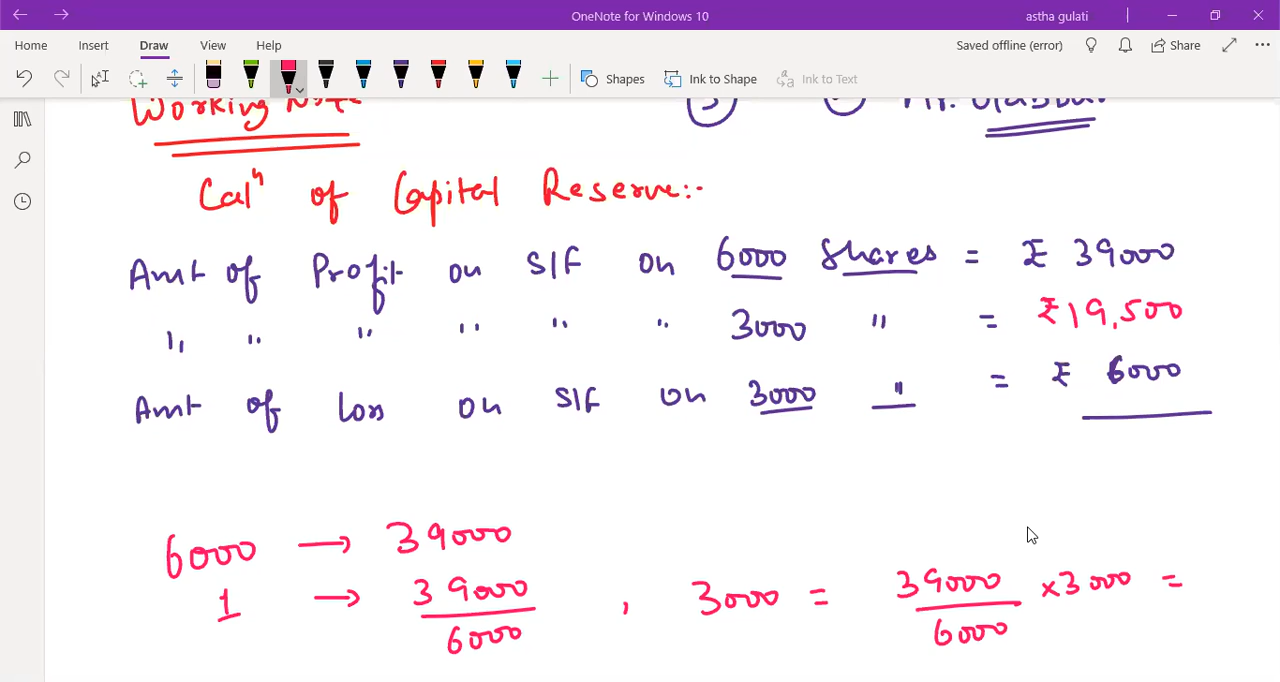 OneNote for Windows 10
astha gulati
Home Insert Draw View Help
Saved offline (error) Share
Shapes Ink to Shape Ink to Text
Working Note
Calⁿ of Capital Reserve:-
Amt of Profit on S/F on 6000 Shares = ₹ 39000
" " " " " " 3000 " = ₹19,500
Amt of Loss on S/F on 3000 " = ₹ 6000
6000 → 39000
1 → 39000/6000 , 3000 = 39000/6000 ×3000 =